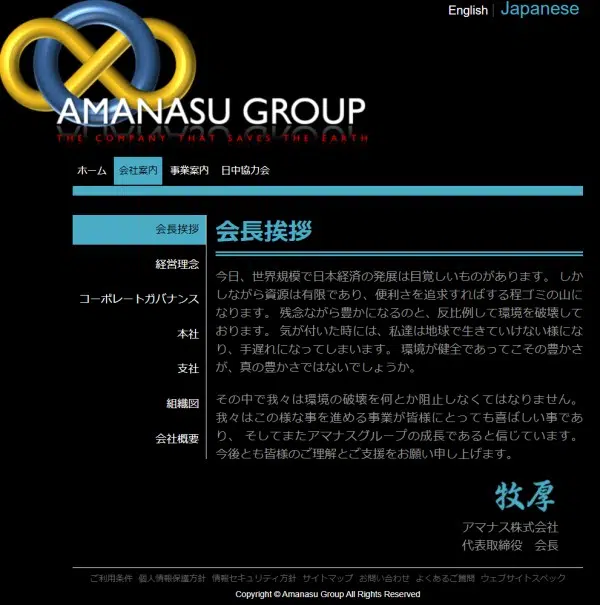 English | Japanese
AMANASU GROUP
THE COMPANY THAT SAVES THE EARTH
ホーム 会社案内 事業案内 日中協力会
会長挨拶
経営理念
コーポレートガバナンス
本社
支社
組織図
会社概要
会長挨拶
今日、世界規模で日本経済の発展は目覚しいものがあります。 しか
しながら資源は有限であり、便利さを追求すればする程ゴミの山に
なります。 残念ながら豊かになるのと、反比例して環境を破壊して
おります。 気が付いた時には、私達は地球で生きていけない様にな
り、手遅れになってしまいます。 環境が健全であってこその豊かさ
が、真の豊かさではないでしょうか。
その中で我々は環境の破壊を何とか阻止しなくてはなりません。
我々はこの様な事を進める事業が皆様にとっても喜ばしい事であ
り、 そしてまたアマナスグループの成長であると信じています。
今後とも皆様のご理解とご支援をお願い申し上げます。
牧厚
アマナス株式会社
代表取締役 会長
ご利用条件 個人情報保護方針 情報セキュリティ方針 サイトマップ お問い合わせ よくあるご質問 ウェブサイトスペック
Copyright © Amanasu Group All Rights Reserved